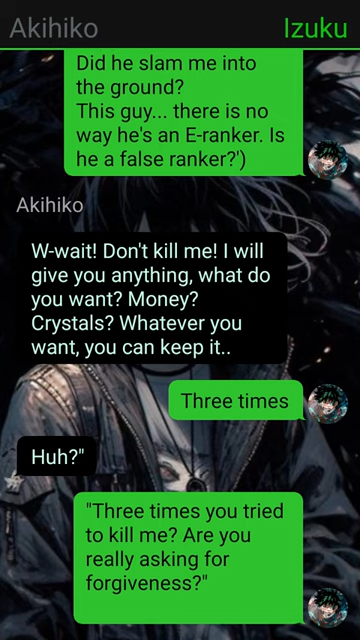 Akihiko
Izuku
Did he slam me into
the ground?
This guy... there is no
way he's an E-ranker. Is
he a false ranker?')
Akihiko
W-wait! Don't kill me! I will
give you anything, what do
you want? Money?
Crystals? Whatever you
want, you can keep it..
Three times
Huh?"
"Three times you tried
to kill me? Are you
really asking for
forgiveness?"